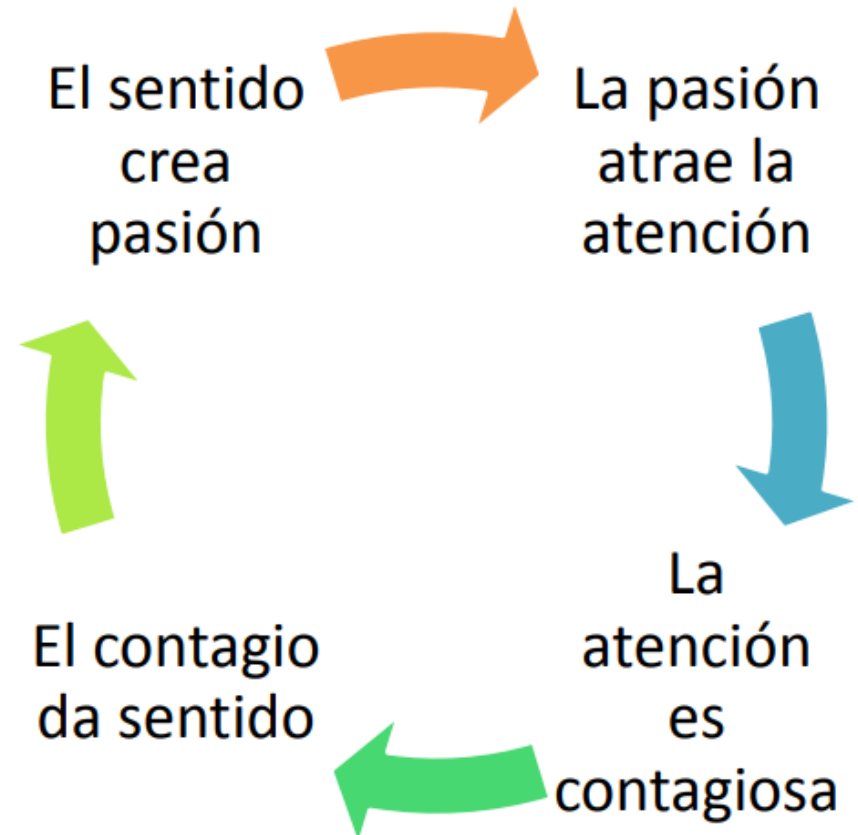 El sentido
crea
pasión
La pasión
atrae la
atención
La
atención
es
contagiosa
El contagio
da sentido